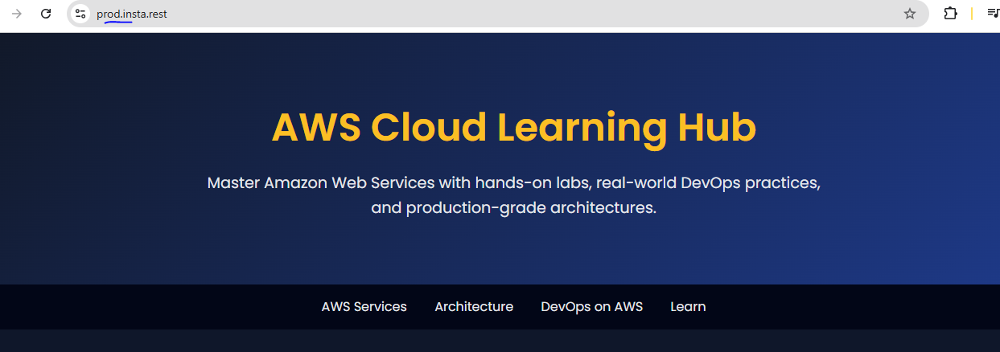 prod.insta.rest
AWS Cloud Learning Hub
Master Amazon Web Services with hands-on labs, real-world DevOps practices,
and production-grade architectures.
AWS Services Architecture DevOps on AWS Learn